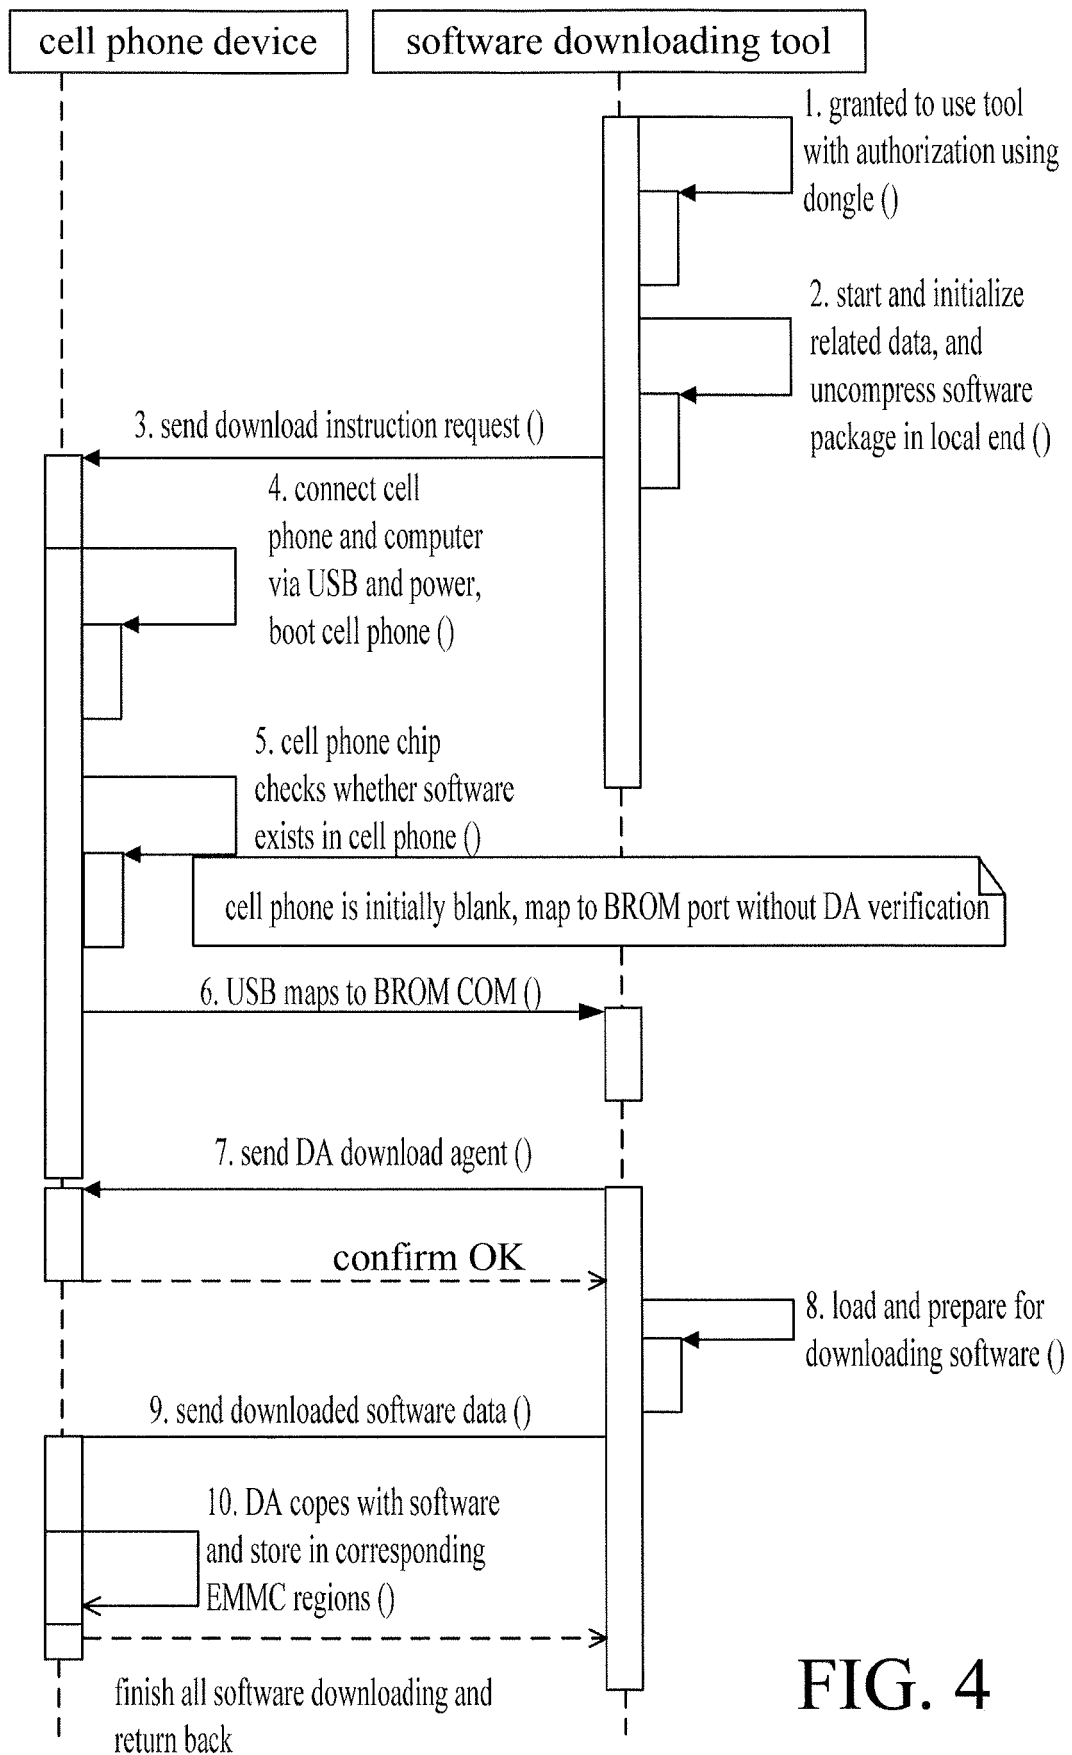 cell phone device
software downloading tool
1. granted to use tool
with authorization using
dongle ()
2. start and initialize
related data, and
uncompress software
package in local end ()
3. send download instruction request ()
4. connect cell
phone and computer
via USB and power,
boot cell phone ()
5. cell phone chip
checks whether software
exists in cell phone ()
cell phone is initially blank, map to BROM port without DA verification
6. USB maps to BROM COM ()
7. send DA download agent ()
confirm OK
8. load and prepare for
downloading software ()
9. send downloaded software data ()
10. DA copes with software
and store in corresponding
EMMC regions ()
finish all software downloading and
return back
FIG. 4